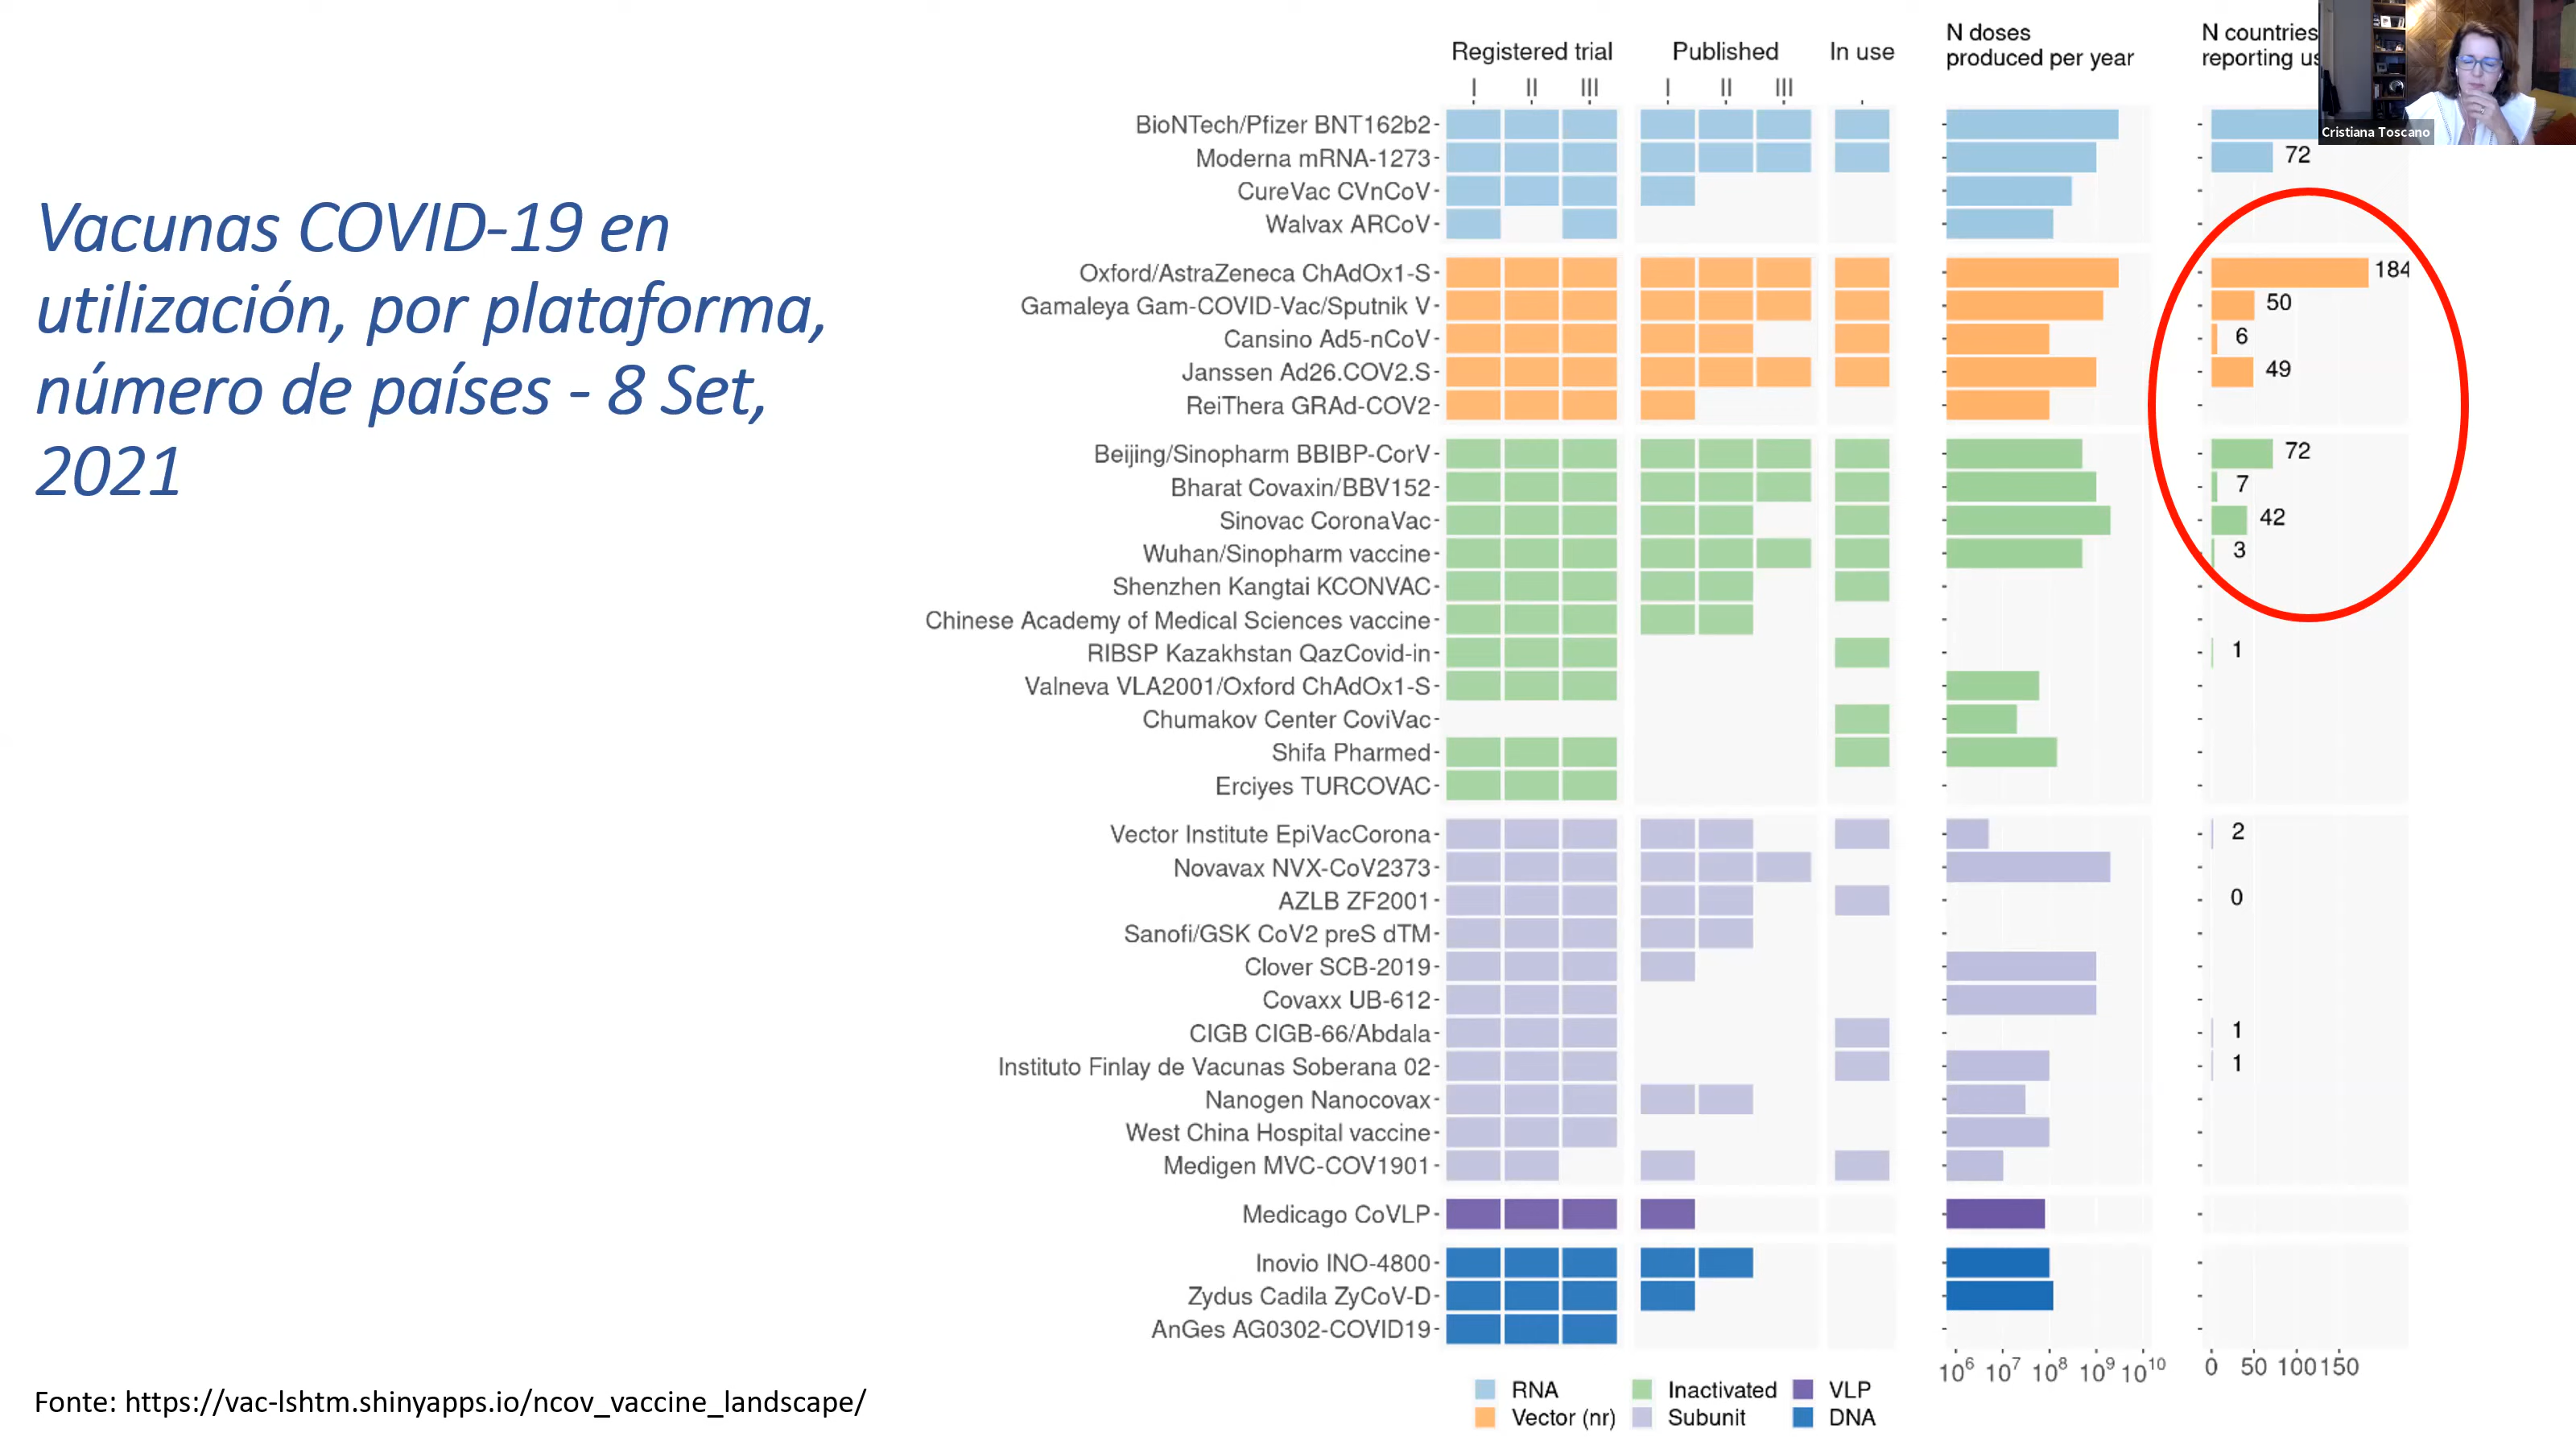 Vacunas COVID-19 en
utilización, por plataforma,
número de países - 8 Set,
2021
Fonte: https://vac-lshtm.shinyapps.io/ncov_vaccine_landscape/
Registered trial
I II III
Published
I II III
In use
N doses
produced per year
N countries
reporting
Cristiana Toscano
BioNTech/Pfizer BNT162b2
Moderna mRNA-1273 72
CureVac CVnCoV
Walvax ARCoV
Oxford/AstraZeneca ChAdOx1-S 184
Gamaleya Gam-COVID-Vac/Sputnik V 50
Cansino Ad5-nCoV 6
Janssen Ad26.COV2.S 49
ReiThera GRAd-COV2
Beijing/Sinopharm BBIBP-CorV 72
Bharat Covaxin/BBV152 7
Sinovac CoronaVac 42
Wuhan/Sinopharm vaccine 3
Shenzhen Kangtai KCONVAC
Chinese Academy of Medical Sciences vaccine
RIBSP Kazakhstan QazCovid-in 1
Valneva VLA2001/Oxford ChAdOx1-S
Chumakov Center CoviVac
Shifa Pharmed
Erciyes TURCOVAC
Vector Institute EpiVacCorona 2
Novavax NVX-CoV2373
AZLB ZF2001 0
Sanofi/GSK CoV2 preS dTM
Clover SCB-2019
Covaxx UB-612
CIGB CIGB-66/Abdala 1
Instituto Finlay de Vacunas Soberana 02 1
Nanogen Nanocovax
West China Hospital vaccine
Medigen MVC-COV1901
Medicago CoVLP
Inovio INO-4800
Zydus Cadila ZyCoV-D
AnGes AG0302-COVID19
10⁶ 10⁷ 10⁸ 10⁹ 10¹⁰
0 50 100 150
RNA Inactivated VLP
Vector (nr) Subunit DNA